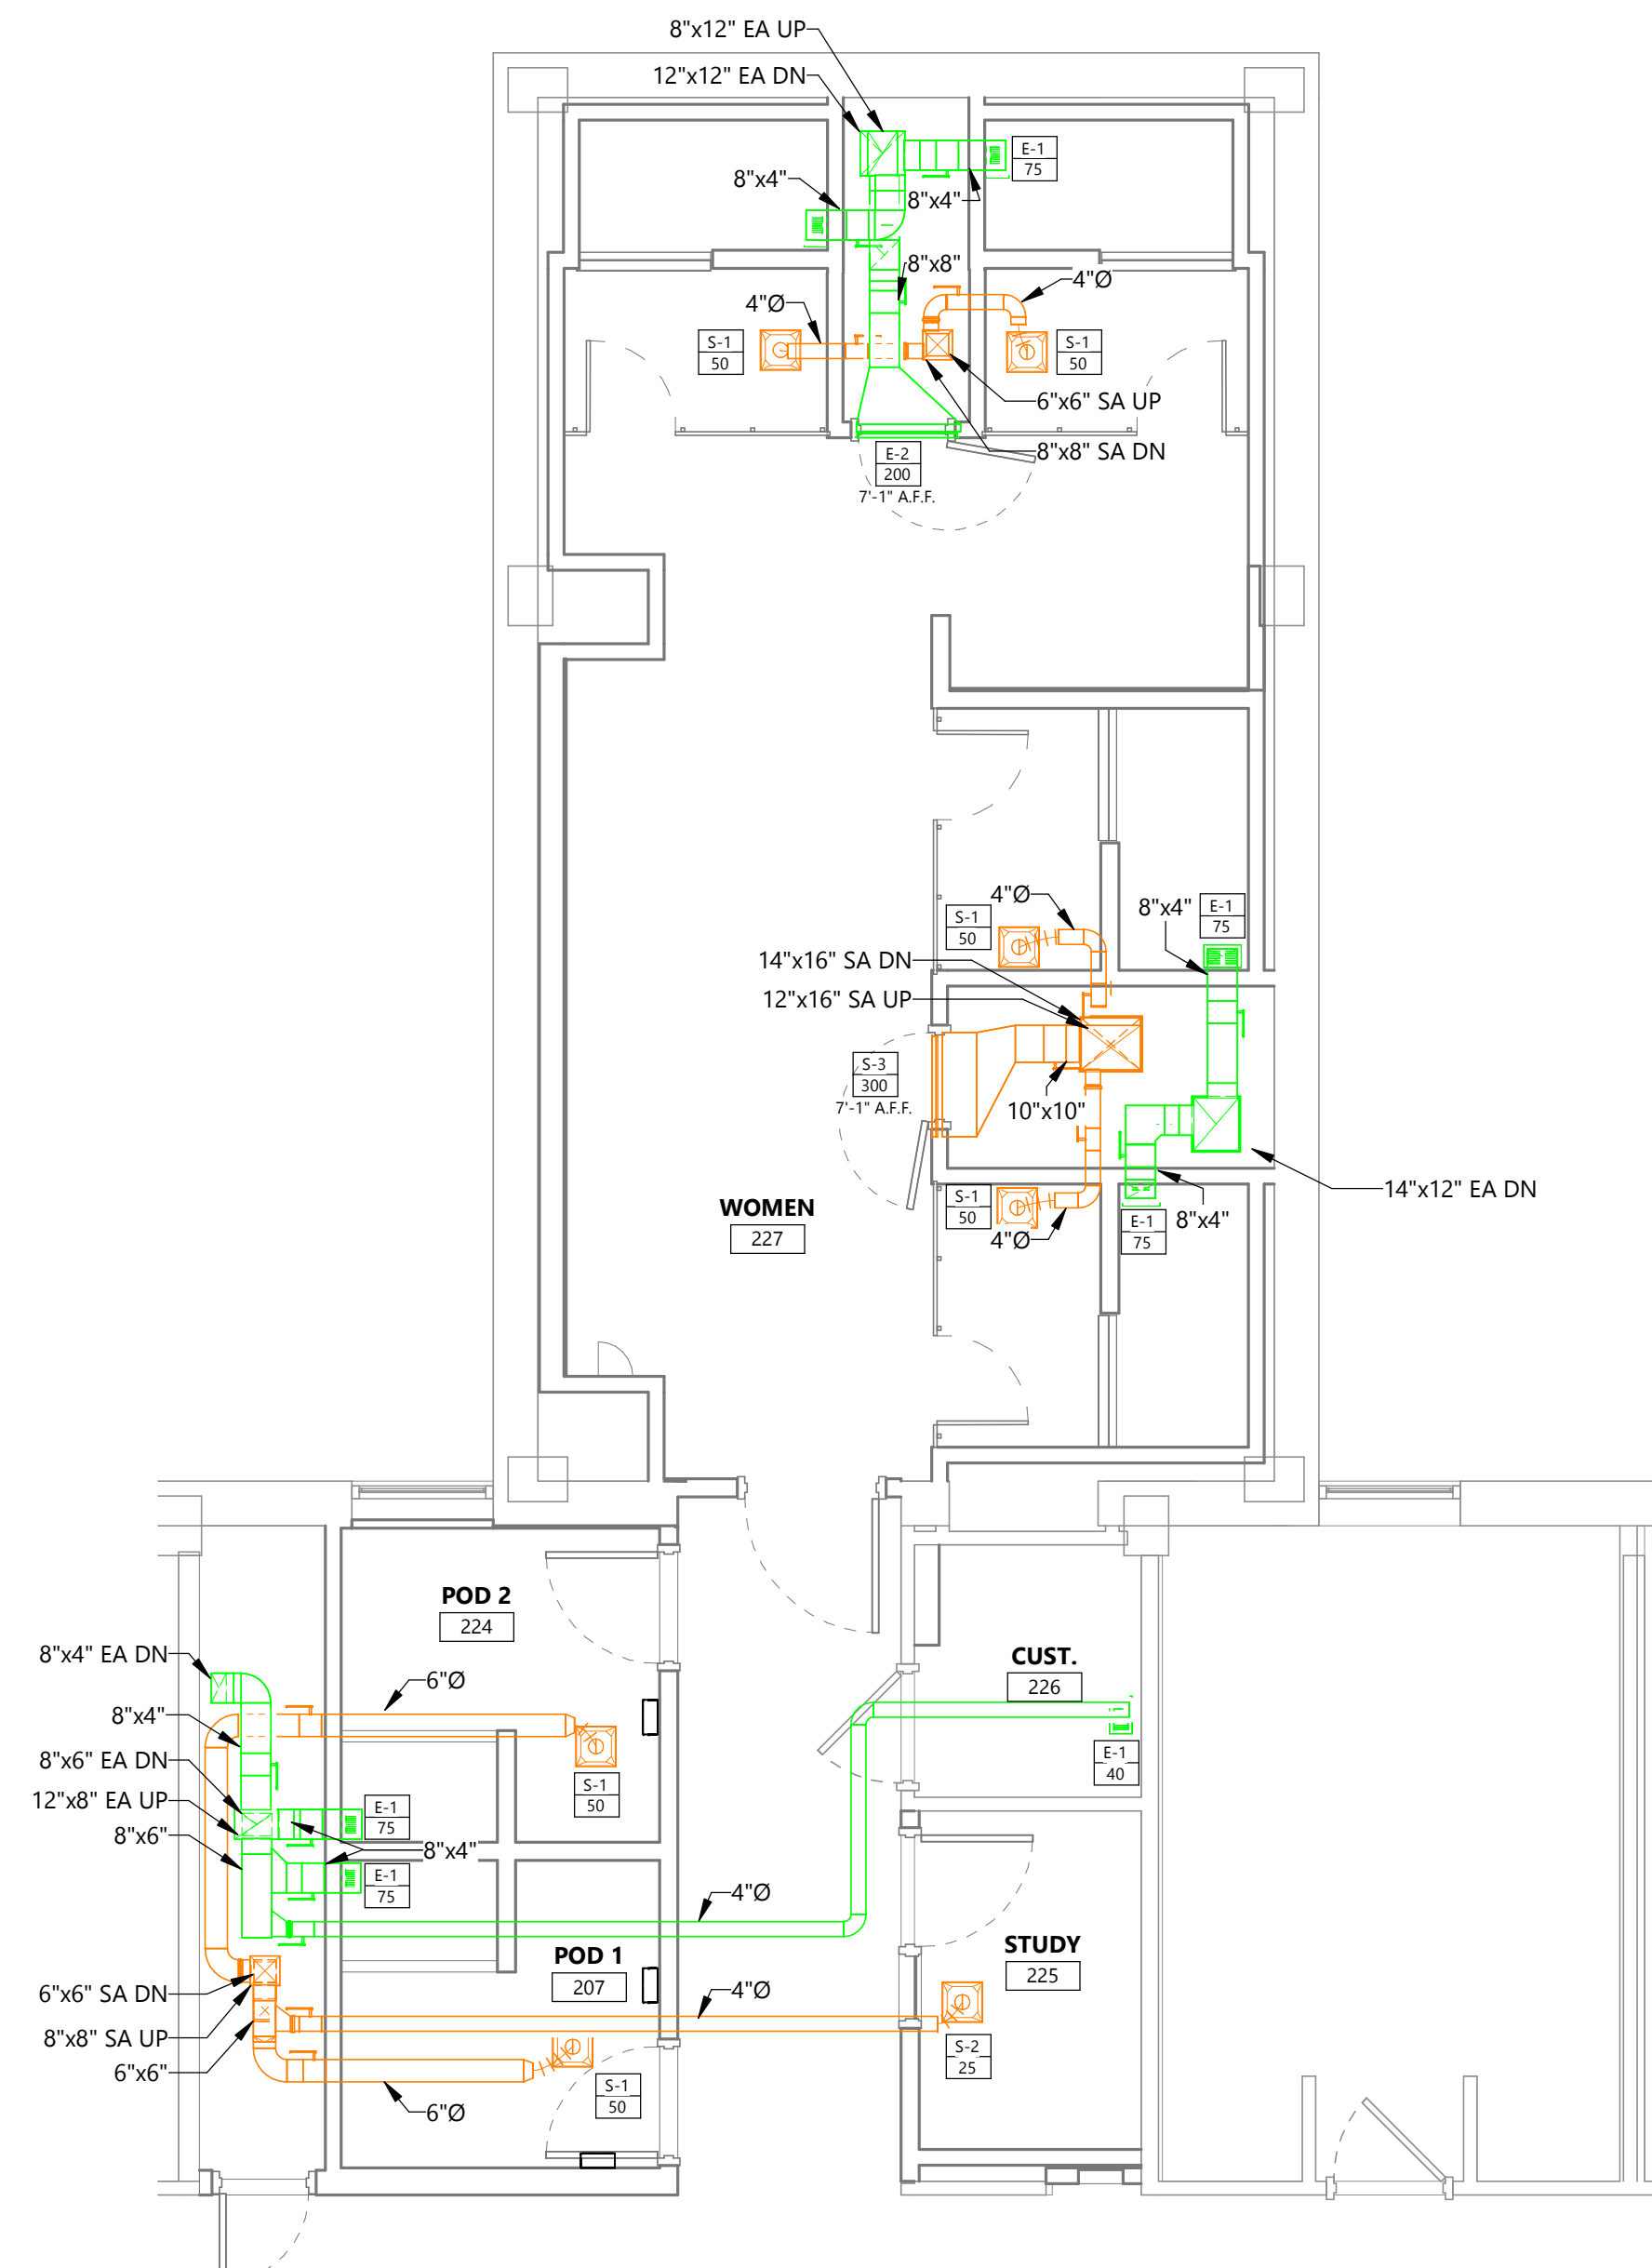 8"x12" EA UP
12"x12" EA DN
E-1
75
8"x4"
8"x4"
8"x8"
4"Ø
4"Ø
S-1
50
S-1
50
6"x6" SA UP
8"x8" SA DN
E-2
200
7'-1" A.F.F.
4"Ø
8"x4"
E-1
75
S-1
50
14"x16" SA DN
12"x16" SA UP
S-3
300
7'-1" A.F.F.
10"x10"
14"x12" EA DN
S-1
50
4"Ø
E-1
75
8"x4"
WOMEN
227
POD 2
224
8"x4" EA DN
6"Ø
CUST.
226
8"x4"
8"x6" EA DN
E-1
40
S-1
50
12"x8" EA UP
E-1
75
8"x6"
8"x4"
E-1
75
4"Ø
STUDY
225
POD 1
207
6"x6" SA DN
4"Ø
8"x8" SA UP
S-2
25
6"x6"
S-1
50
6"Ø